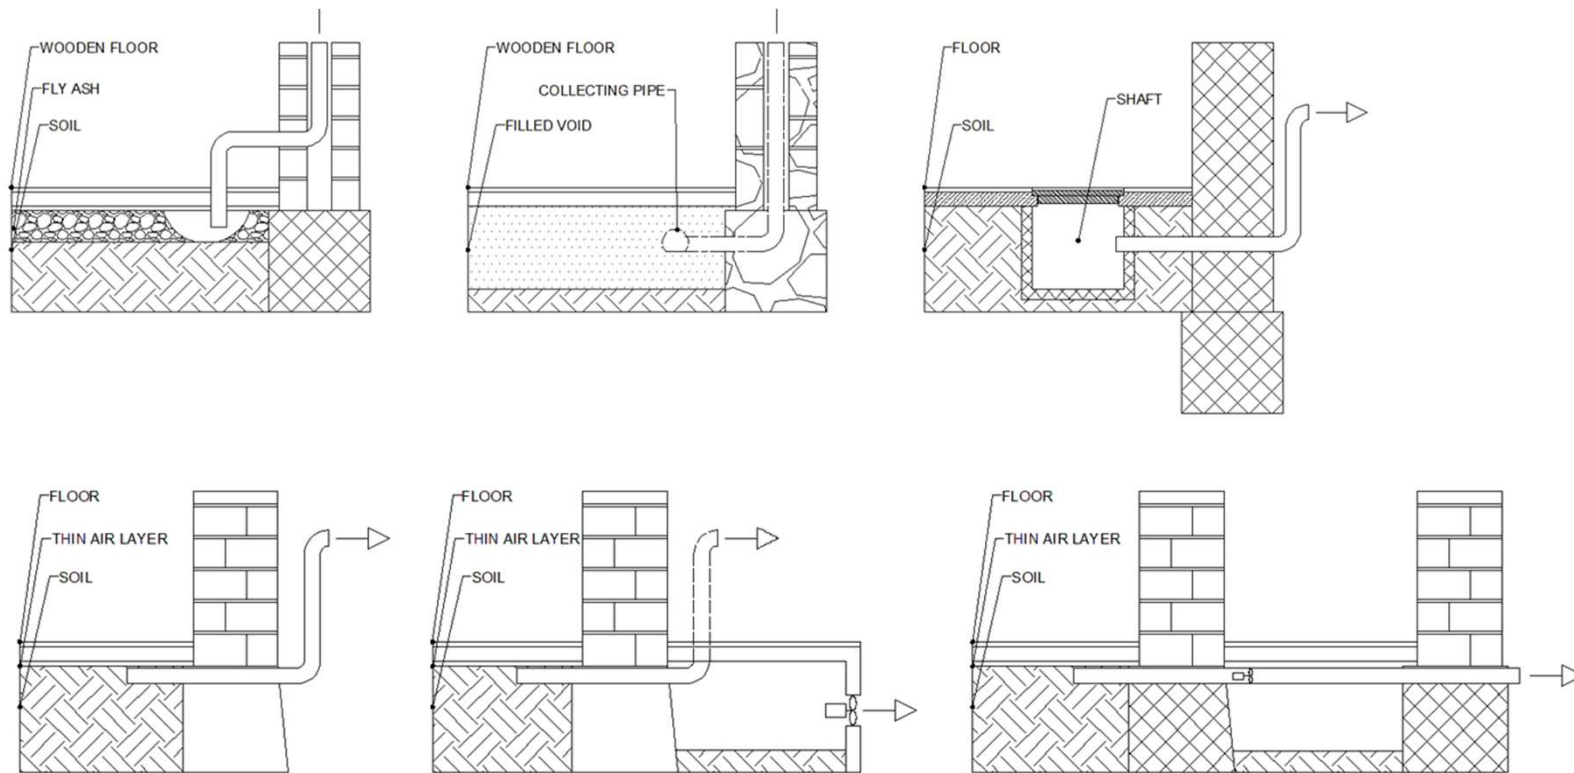 WOODEN FLOOR
FLY ASH
SOIL
WOODEN FLOOR
COLLECTING PIPE
FILLED VOID
FLOOR
SHAFT
SOIL
FLOOR
THIN AIR LAYER
SOIL
FLOOR
THIN AIR LAYER
SOIL
FLOOR
THIN AIR LAYER
SOIL